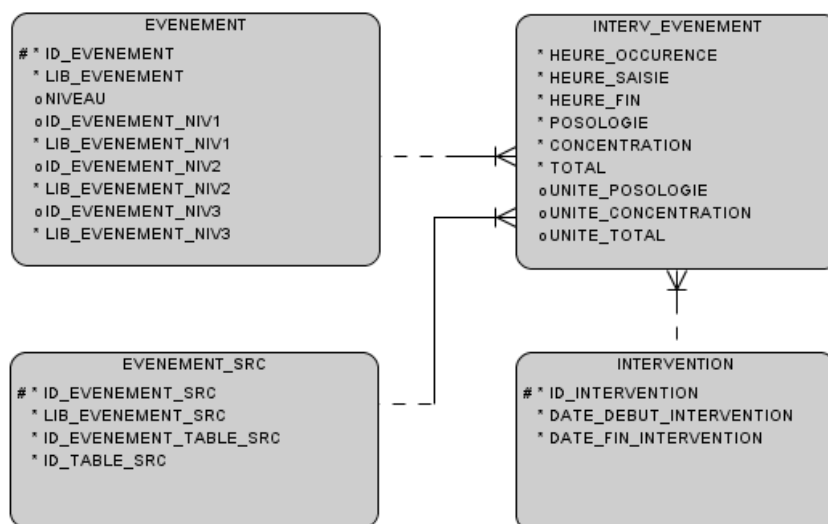 EVENEMENT
# * ID_EVENEMENT
* LIB_EVENEMENT
o NIVEAU
o ID_EVENEMENT_NIV1
* LIB_EVENEMENT_NIV1
o ID_EVENEMENT_NIV2
* LIB_EVENEMENT_NIV2
o ID_EVENEMENT_NIV3
* LIB_EVENEMENT_NIV3
INTERV_EVENEMENT
* HEURE_OCCURENCE
* HEURE_SAISIE
* HEURE_FIN
* POSOLOGIE
* CONCENTRATION
* TOTAL
o UNITE_POSOLOGIE
o UNITE_CONCENTRATION
o UNITE_TOTAL
EVENEMENT_SRC
# * ID_EVENEMENT_SRC
* LIB_EVENEMENT_SRC
* ID_EVENEMENT_TABLE_SRC
* ID_TABLE_SRC
INTERVENTION
# * ID_INTERVENTION
* DATE_DEBUT_INTERVENTION
* DATE_FIN_INTERVENTION